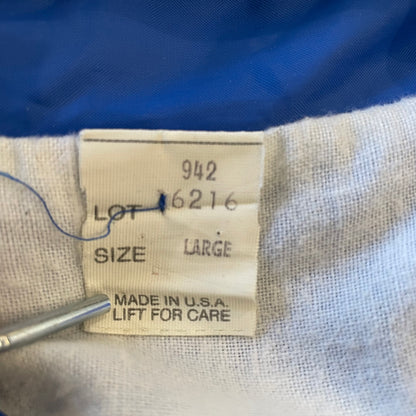 942
LOT 6216
SIZE LARGE
MADE IN U.S.A.
LIFT FOR CARE